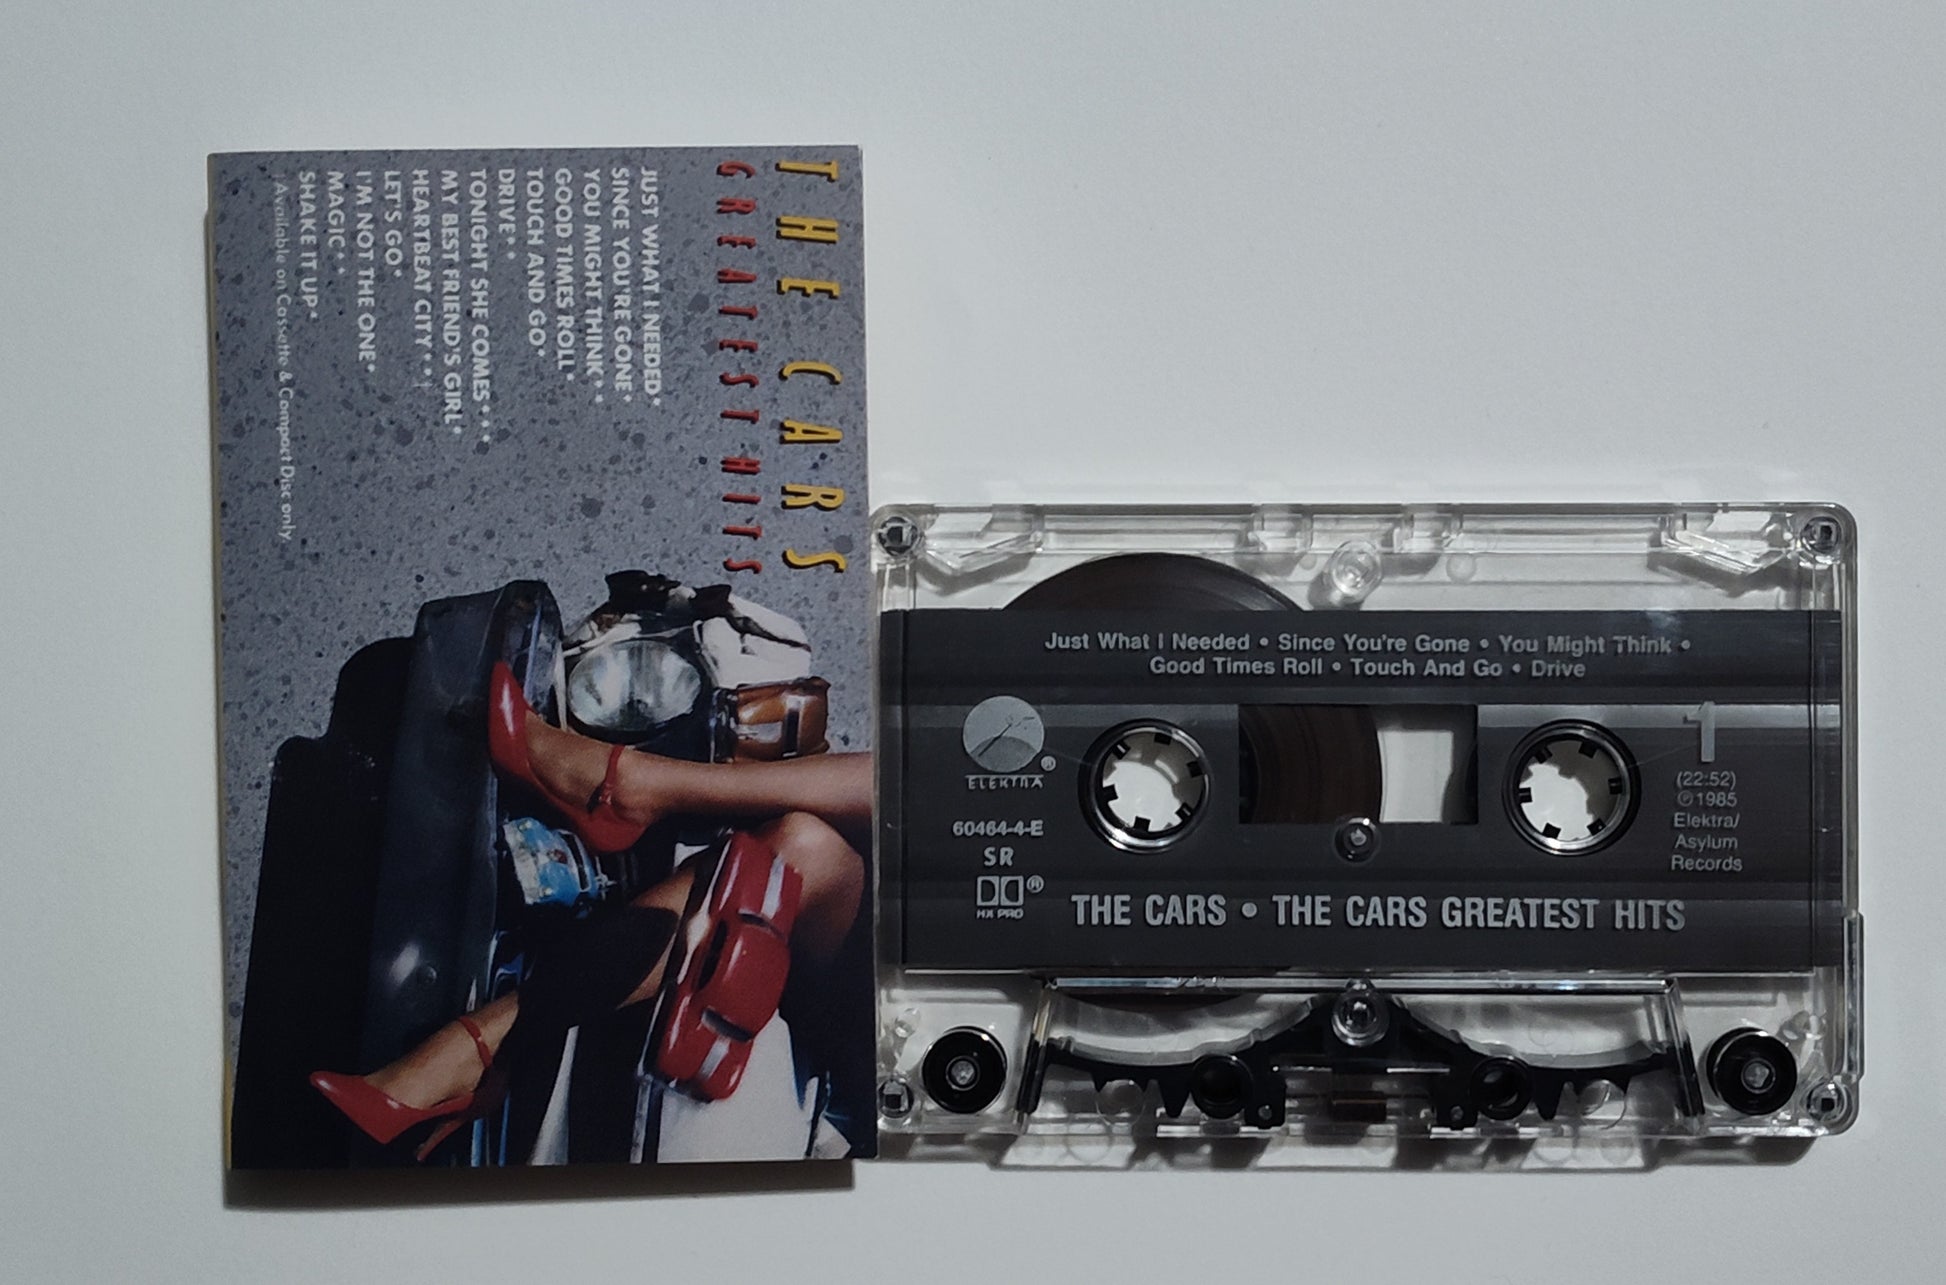 THE CARS
GREATEST HITS
JUST WHAT I NEEDED*
SINCE YOU'RE GONE*
YOU MIGHT THINK**
GOOD TIMES ROLL*
TOUCH AND GO*
DRIVE**
TONIGHT SHE COMES***
MY BEST FRIEND'S GIRL*
HEARTBEAT CITY**†
LET'S GO*
I'M NOT THE ONE*
MAGIC**
SHAKE IT UP*
†Available on Cassette & Compact Disc only.
Just What I Needed • Since You're Gone • You Might Think •
Good Times Roll • Touch And Go • Drive
ELEKTRA®
60464-4-E
SR
®
HX PRO
1
(22:52)
℗1985
Elektra/
Asylum
Records
THE CARS • THE CARS GREATEST HITS